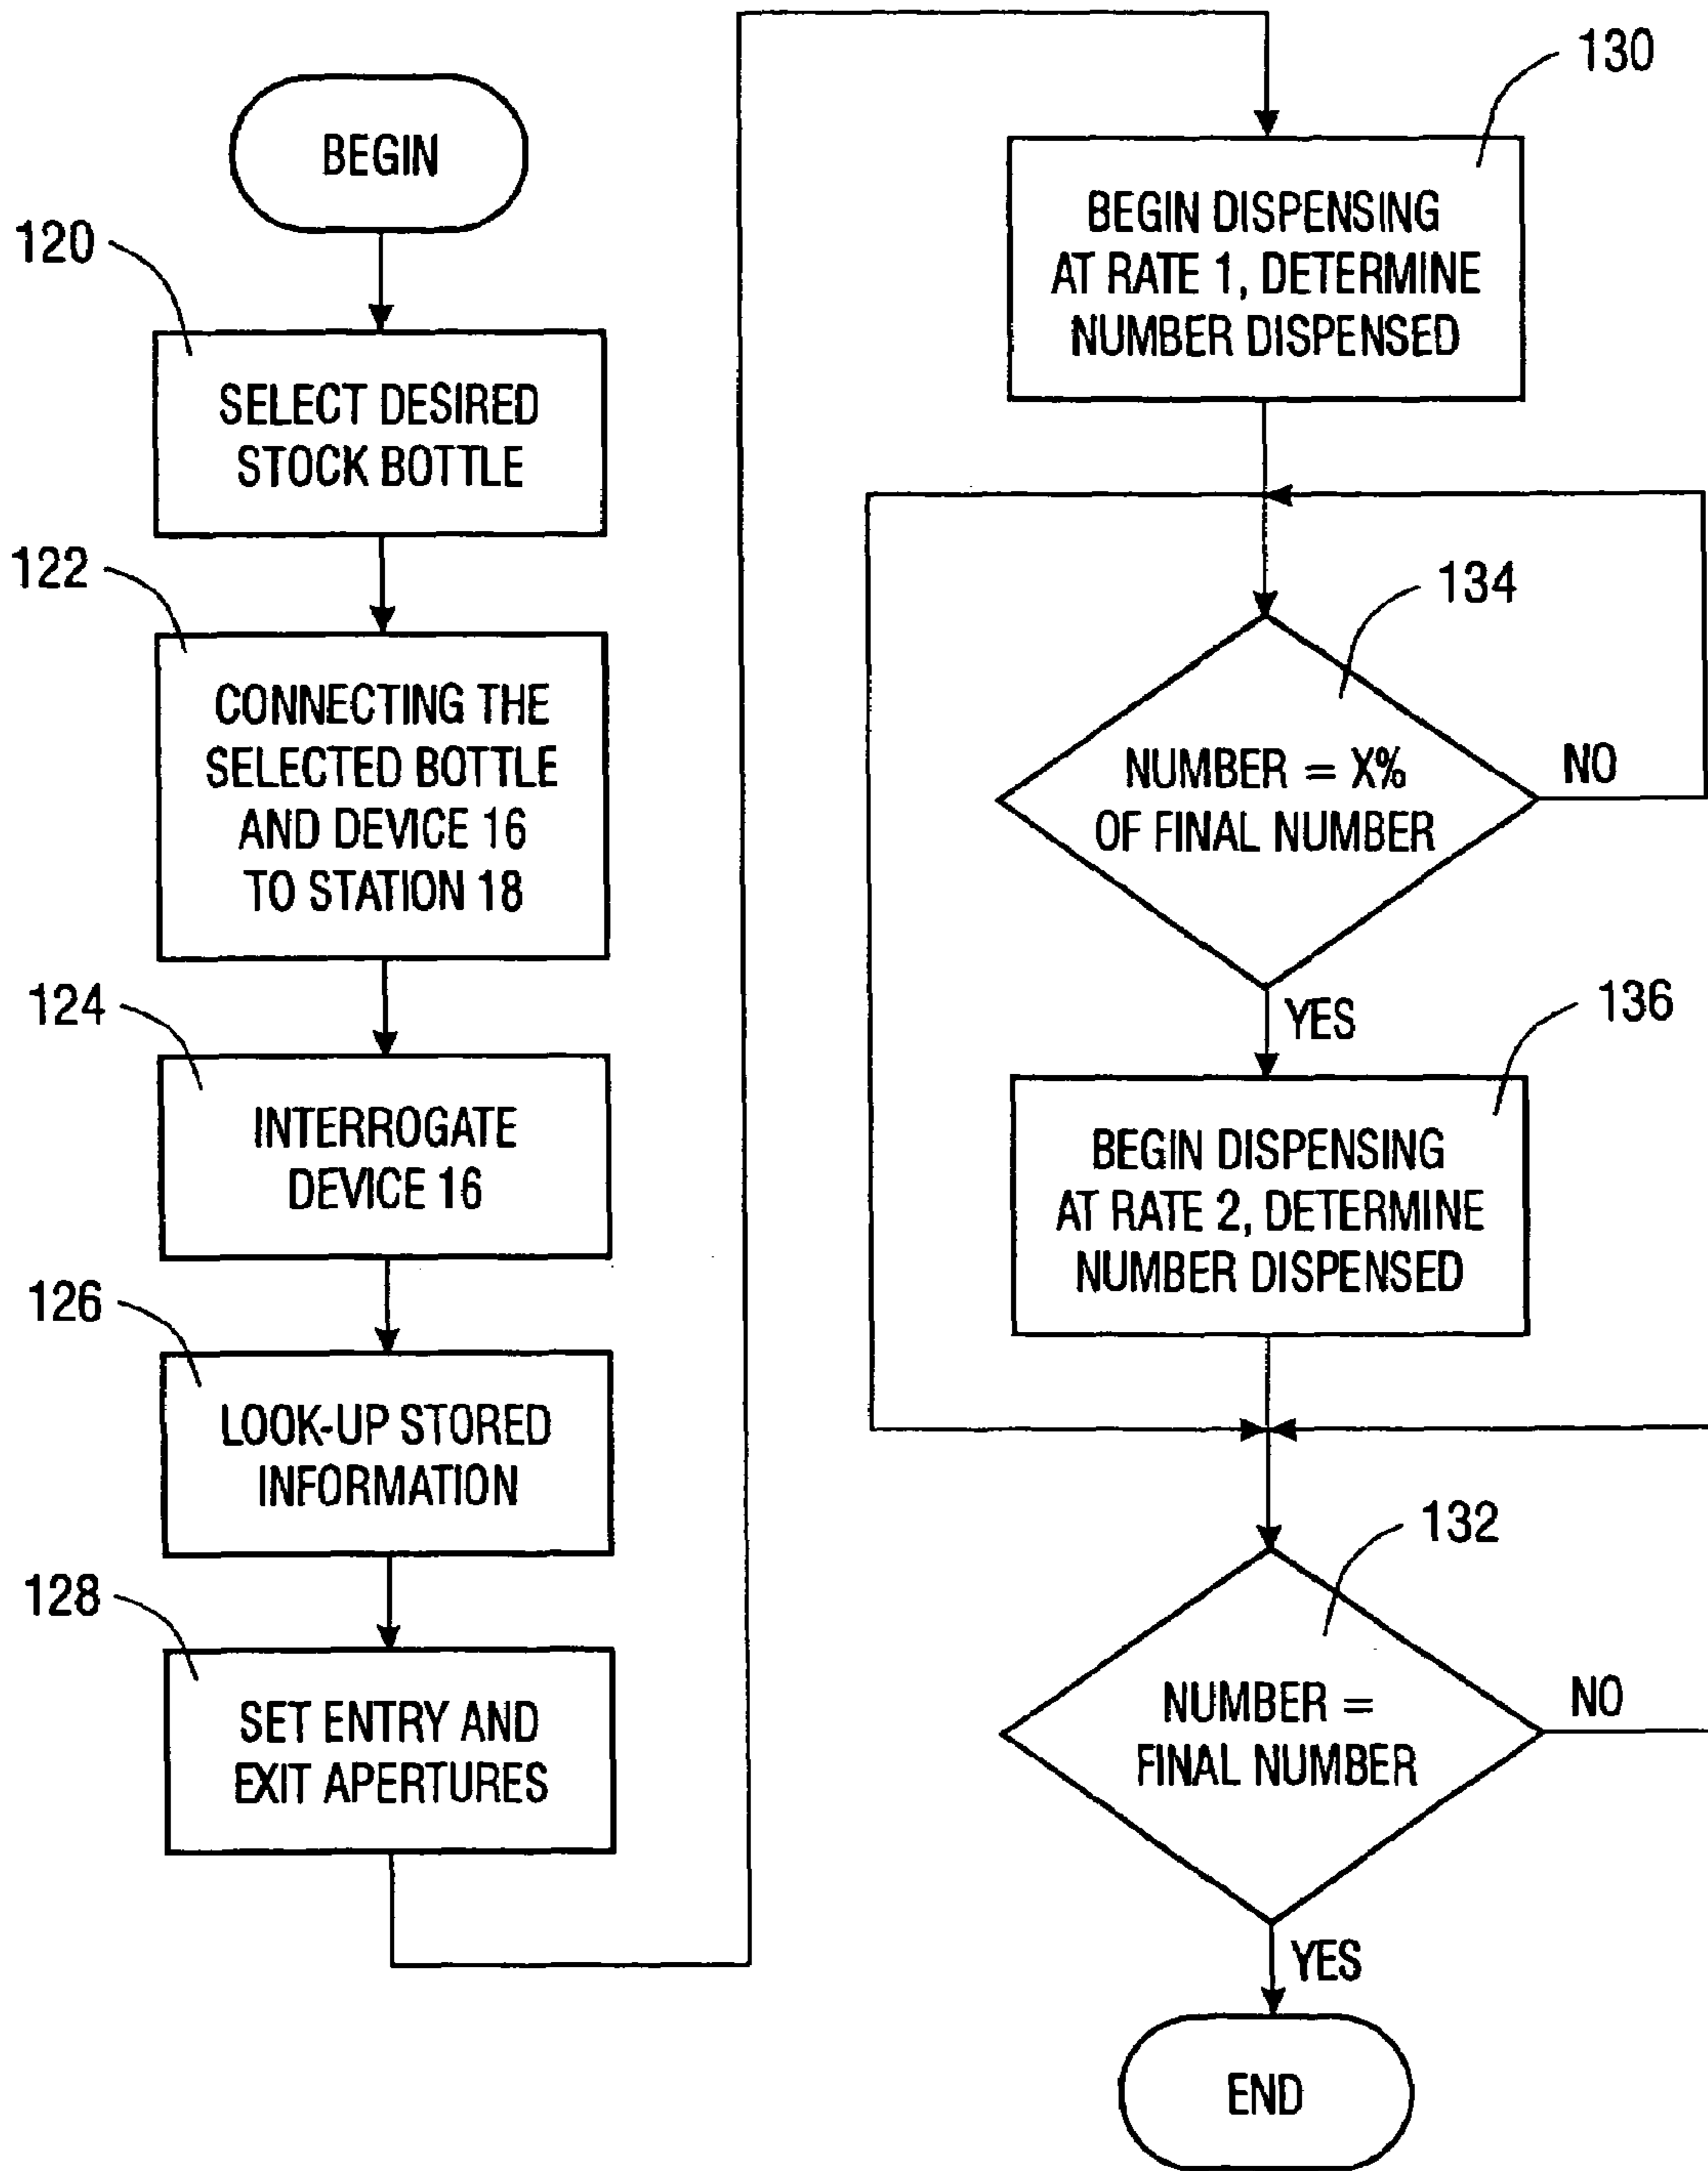 BEGIN
120
SELECT DESIRED
STOCK BOTTLE
122
CONNECTING THE
SELECTED BOTTLE
AND DEVICE 16
TO STATION 18
124
INTERROGATE
DEVICE 16
126
LOOK-UP STORED
INFORMATION
128
SET ENTRY AND
EXIT APERTURES
130
BEGIN DISPENSING
AT RATE 1, DETERMINE
NUMBER DISPENSED
134
NUMBER = X%
OF FINAL NUMBER
NO
YES
136
BEGIN DISPENSING
AT RATE 2, DETERMINE
NUMBER DISPENSED
132
NUMBER =
FINAL NUMBER
NO
YES
END